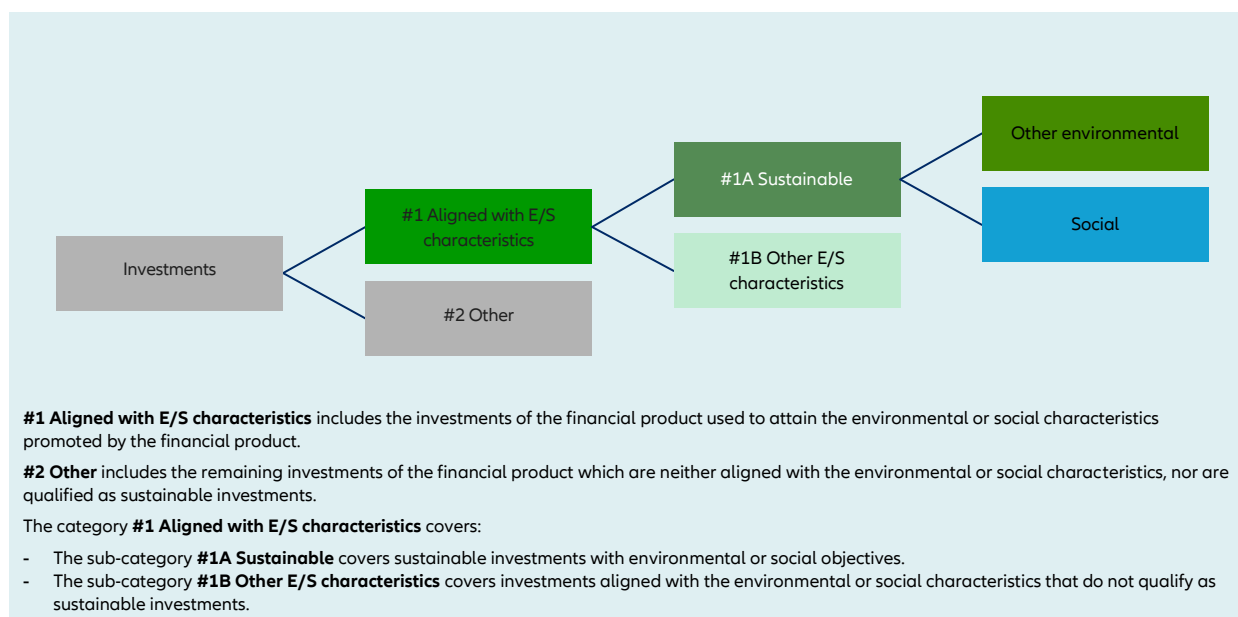 Other environmental
#1A Sustainable
#1 Aligned with E/S
characteristics
Social
#1B Other E/S
characteristics
Investments
#2 Other
#1 Aligned with E/S characteristics includes the investments of the financial product used to attain the environmental or social characteristics
promoted by the financial product.
#2 Other includes the remaining investments of the financial product which are neither aligned with the environmental or social characteristics, nor are
qualified as sustainable investments.
The category #1 Aligned with E/S characteristics covers:
- The sub-category #1A Sustainable covers sustainable investments with environmental or social objectives.
- The sub-category #1B Other E/S characteristics covers investments aligned with the environmental or social characteristics that do not qualify as
sustainable investments.